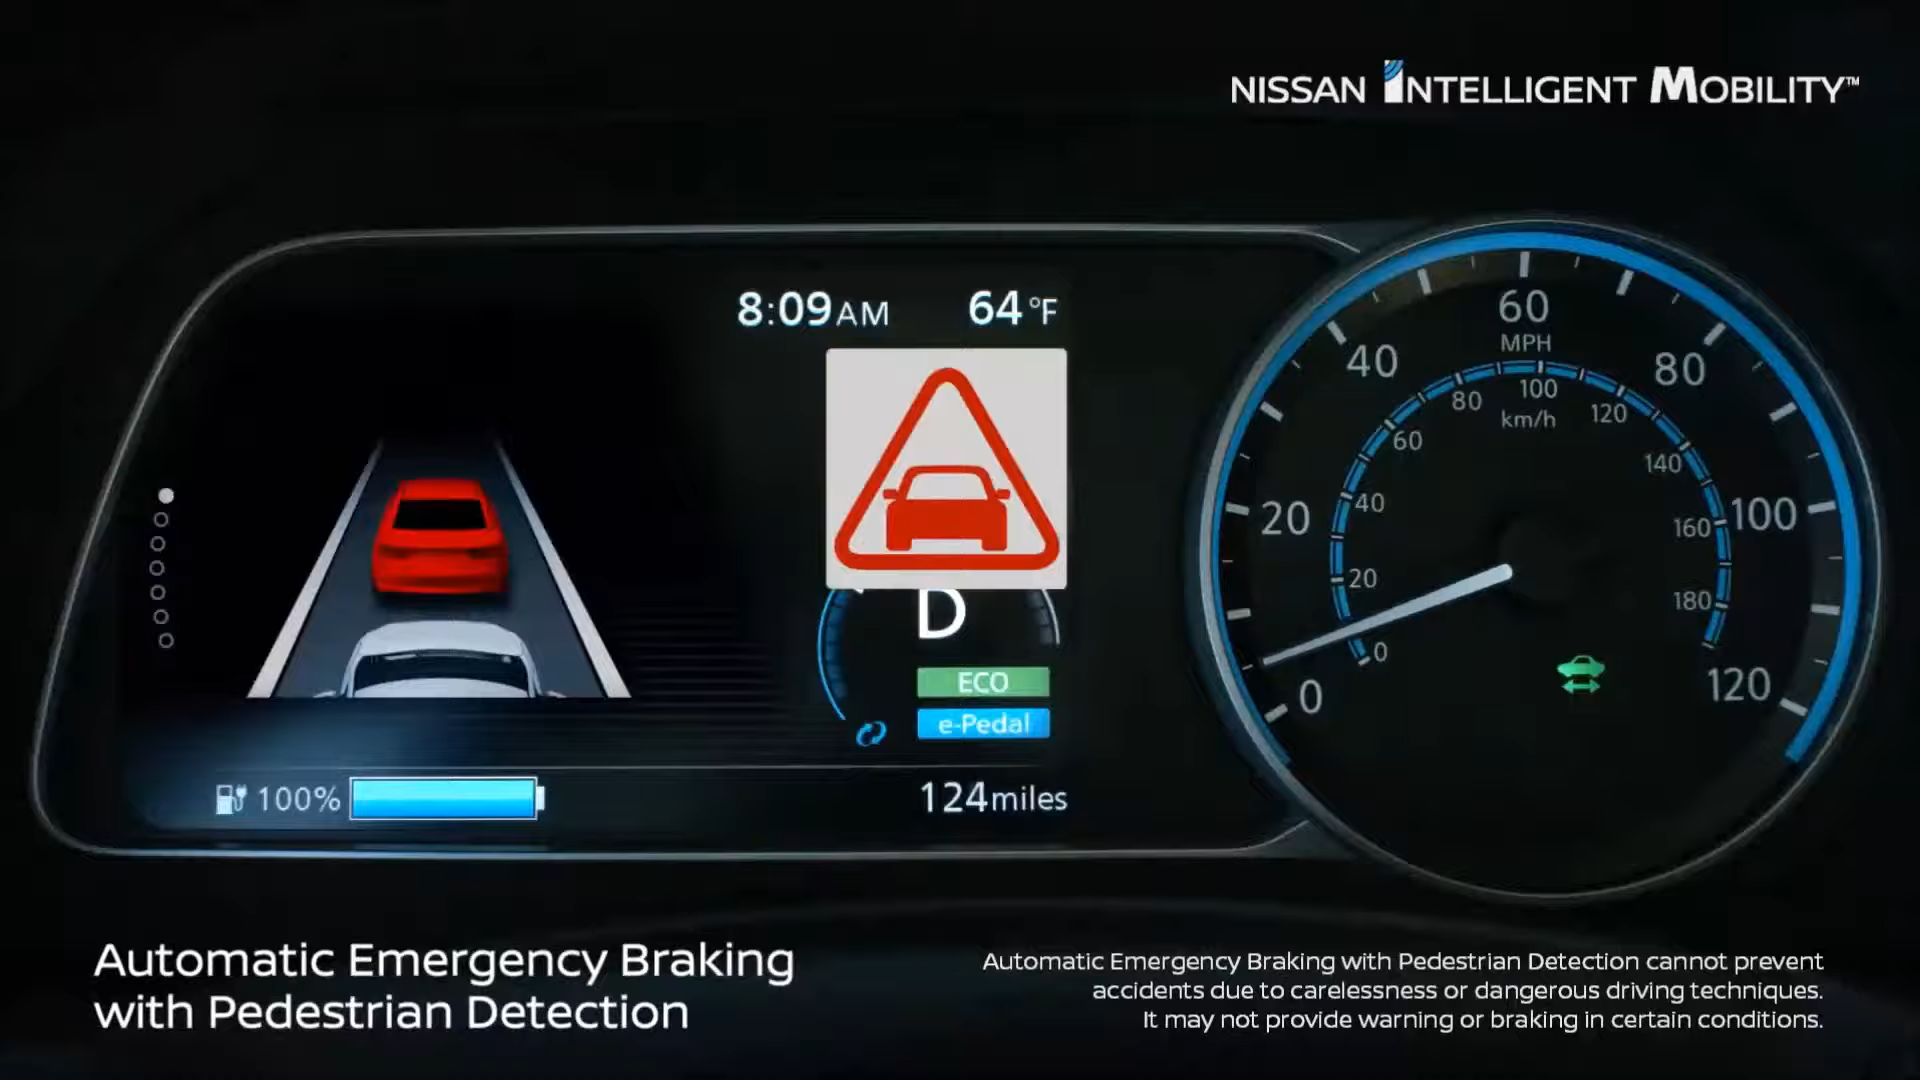 NISSAN INTELLIGENT MOBILITY™
8:09AM 64°F
D
ECO
e-Pedal
100% 124miles
0
20
40
60
80
100
120
MPH
0
20
40
60
80
100
120
140
160
180
km/h
Automatic Emergency Braking
with Pedestrian Detection
Automatic Emergency Braking with Pedestrian Detection cannot prevent
accidents due to carelessness or dangerous driving techniques.
It may not provide warning or braking in certain conditions.